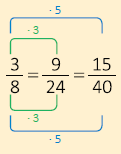 · 5
· 3
3/8 = 9/24 = 15/40
· 3
· 5